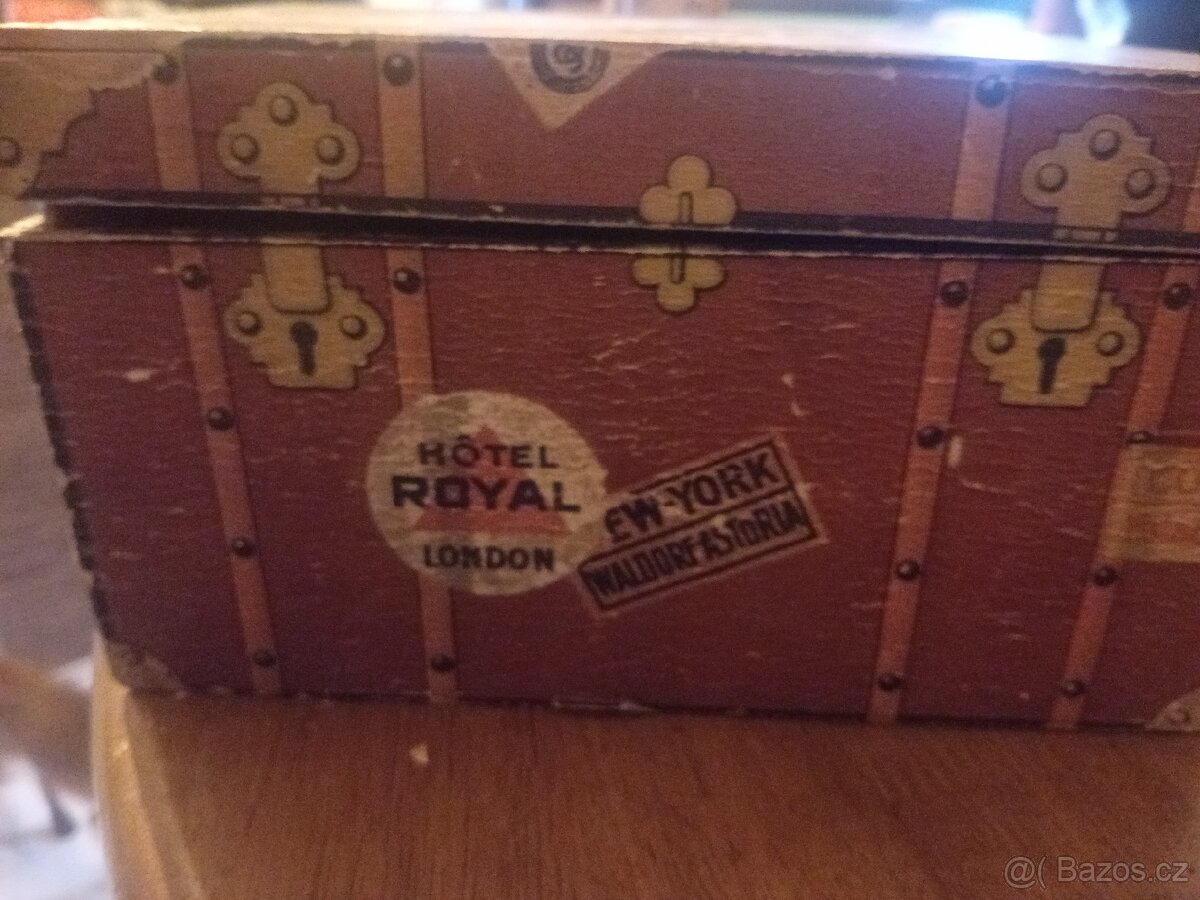 HÔTEL
ROYAL
LONDON
EW-YORK
WALDORF-ASTORIA
@( Bazos.cz